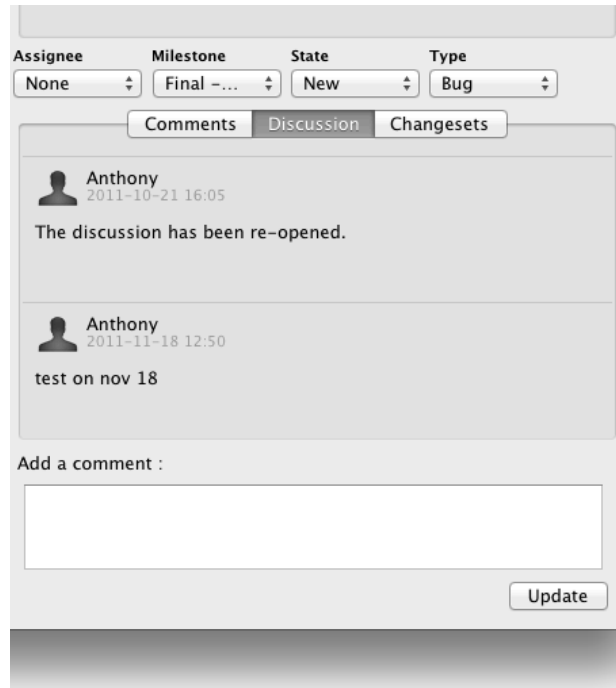 Assignee Milestone State Type
None Final –... New Bug
Comments Discussion Changesets
Anthony
2011-10-21 16:05
The discussion has been re-opened.
Anthony
2011-11-18 12:50
test on nov 18
Add a comment :
Update